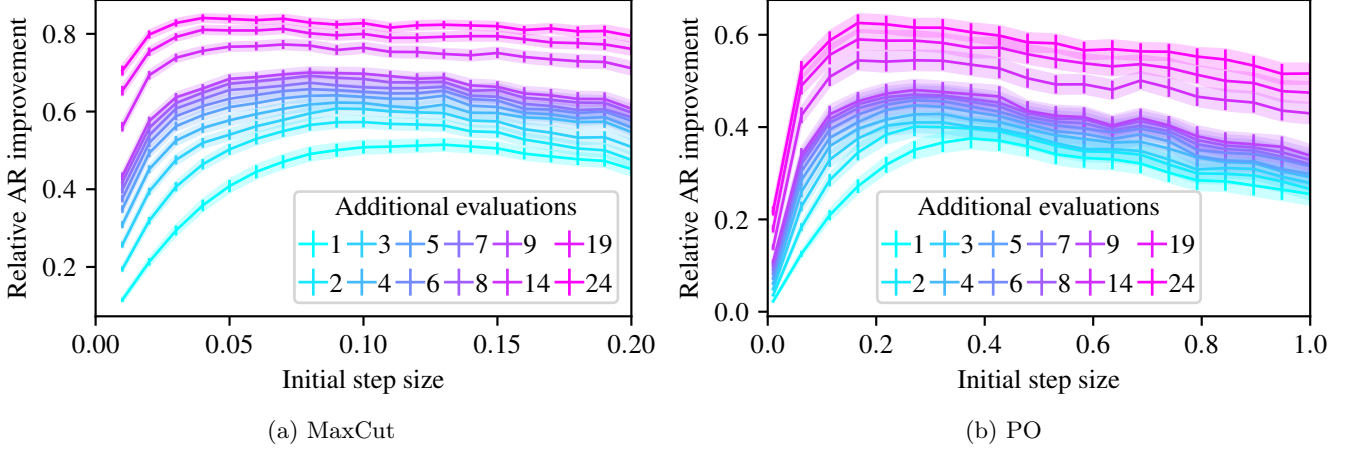 Relative AR improvement
0.8
0.6
0.4
0.2
0.00 0.05 0.10 0.15 0.20
Initial step size
Additional evaluations
1 3 5 7 9 19
2 4 6 8 14 24
(a) MaxCut
Relative AR improvement
0.6
0.4
0.2
0.0
0.0 0.2 0.4 0.6 0.8 1.0
Initial step size
Additional evaluations
1 3 5 7 9 19
2 4 6 8 14 24
(b) PO